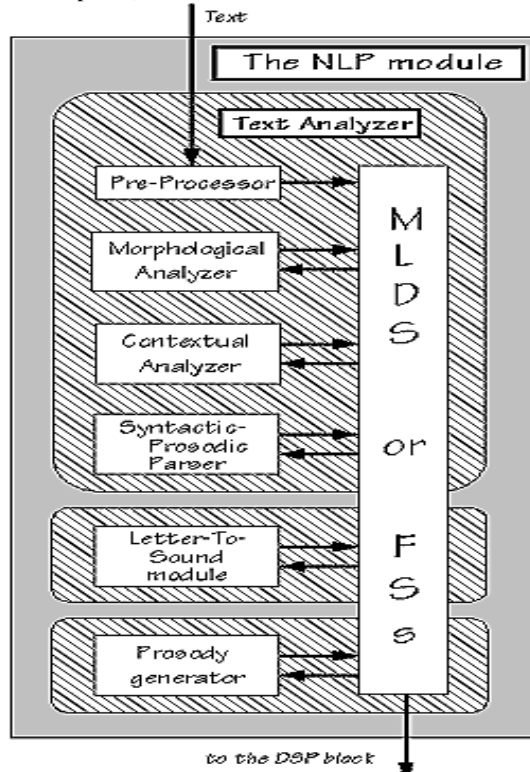 Text
The NLP module
Text Analyzer
Pre-Processor
Morphological
Analyzer
Contextual
Analyzer
Syntactic-
Prosodic
Parser
Letter-To-
Sound
module
Prosody
generator
M
L
D
S
or
F
S
s
to the DSP block